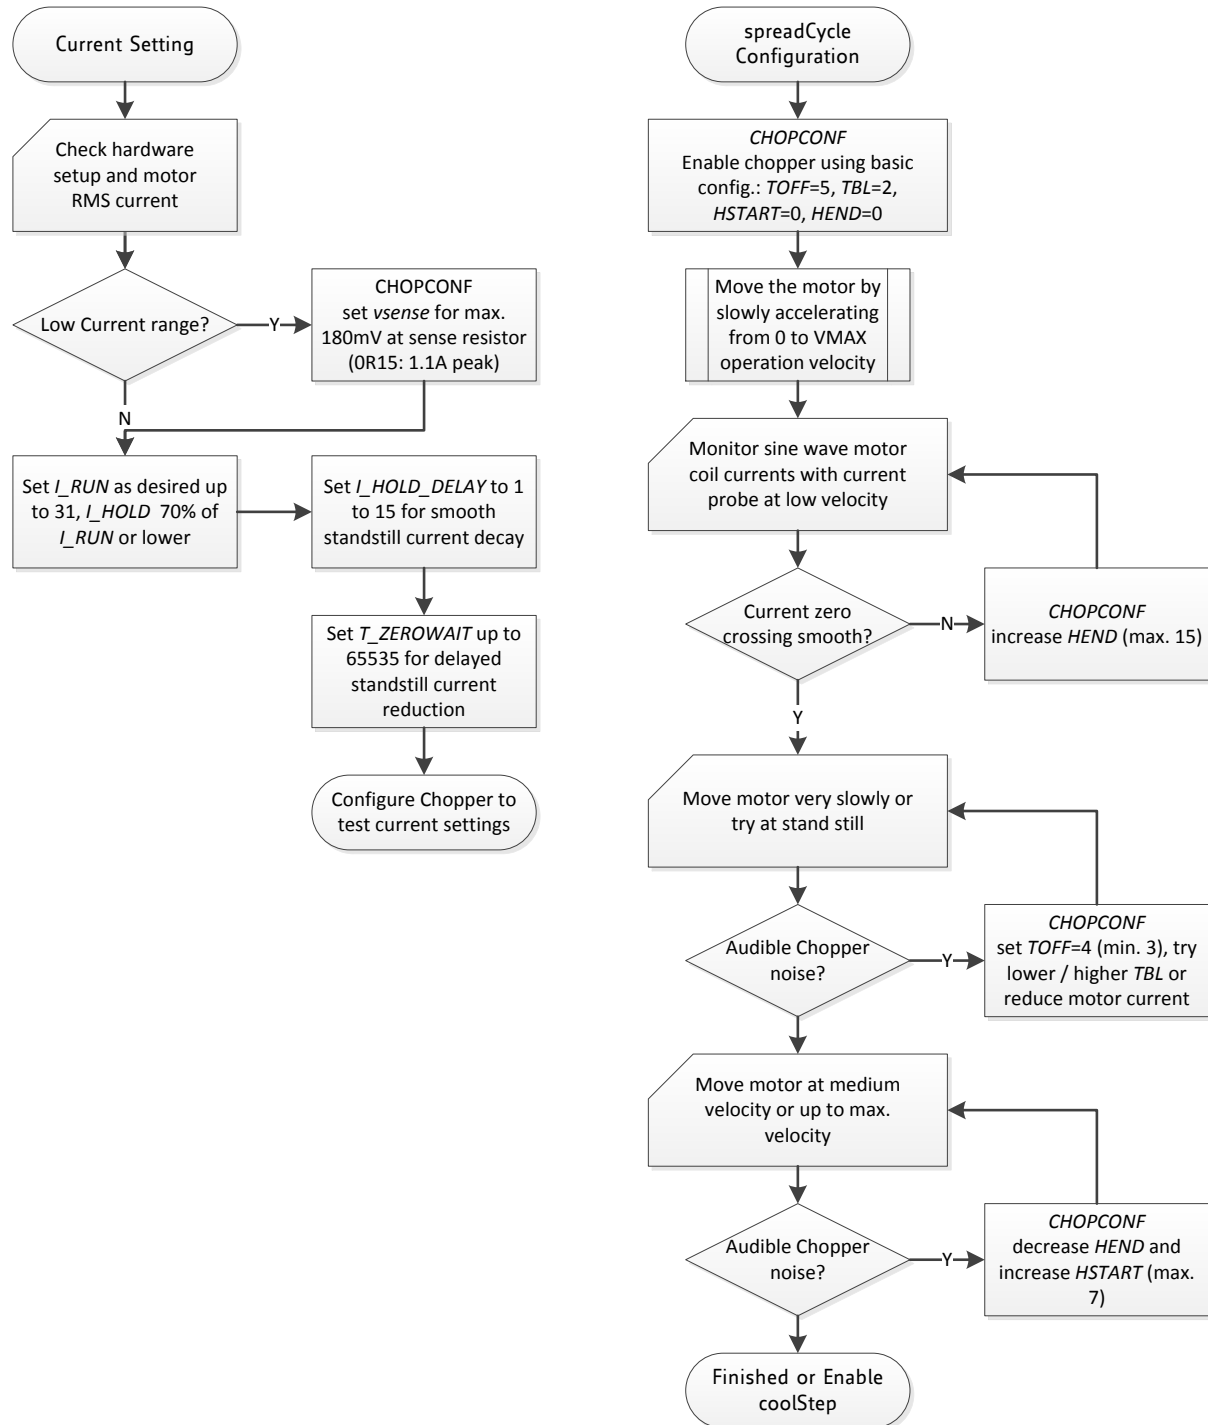 Current Setting
Check hardware
setup and motor
RMS current
Low Current range?
Y
CHOPCONF
set vsense for max.
180mV at sense resistor
(0R15: 1.1A peak)
N
Set I_RUN as desired up
to 31, I_HOLD 70% of
I_RUN or lower
Set I_HOLD_DELAY to 1
to 15 for smooth
standstill current decay
Set T_ZEROWAIT up to
65535 for delayed
standstill current
reduction
Configure Chopper to
test current settings
spreadCycle
Configuration
CHOPCONF
Enable chopper using basic
config.: TOFF=5, TBL=2,
HSTART=0, HEND=0
Move the motor by
slowly accelerating
from 0 to VMAX
operation velocity
Monitor sine wave motor
coil currents with current
probe at low velocity
Current zero
crossing smooth?
N
CHOPCONF
increase HEND (max. 15)
Y
Move motor very slowly or
try at stand still
Audible Chopper
noise?
Y
CHOPCONF
set TOFF=4 (min. 3), try
lower / higher TBL or
reduce motor current
Move motor at medium
velocity or up to max.
velocity
Audible Chopper
noise?
Y
CHOPCONF
decrease HEND and
increase HSTART (max.
7)
Finished or Enable
coolStep